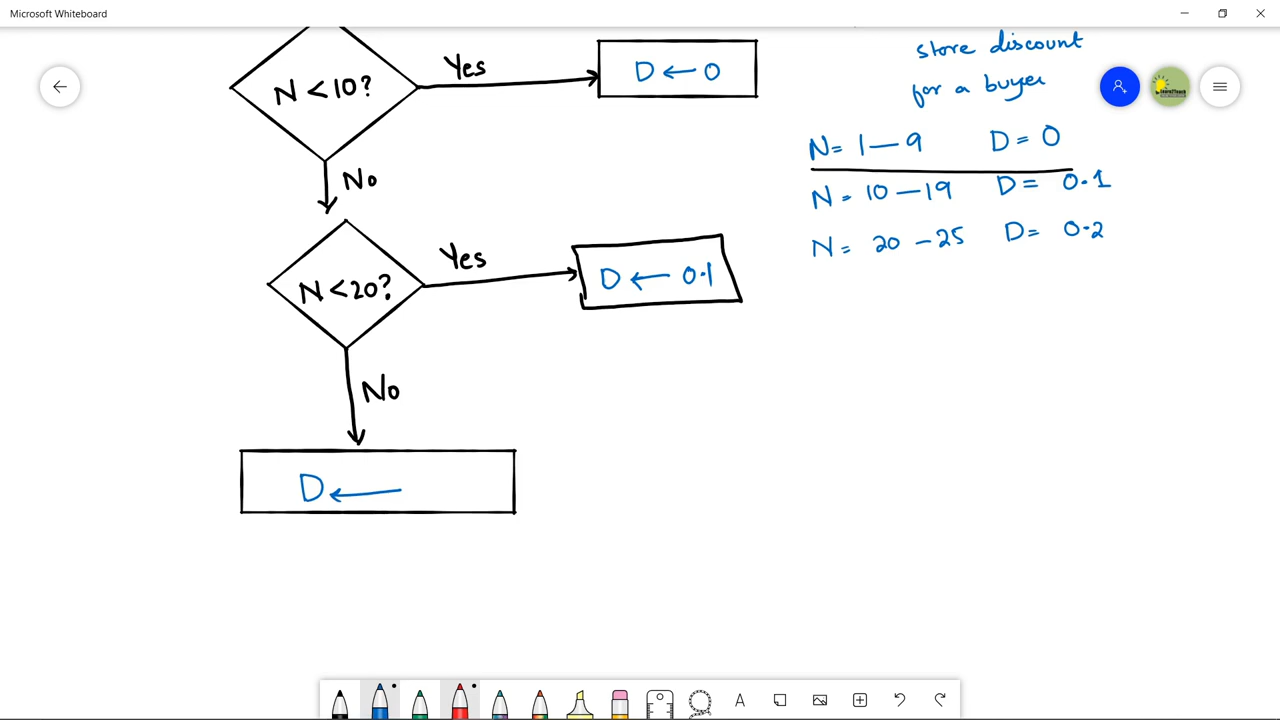 Microsoft Whiteboard
store discount
for a buyer
N<10?
Yes
D←0
No
N= 1—9 D=0
N= 10—19 D= 0.1
N= 20—25 D= 0.2
N<20?
Yes
D←0.1
No
D←
A